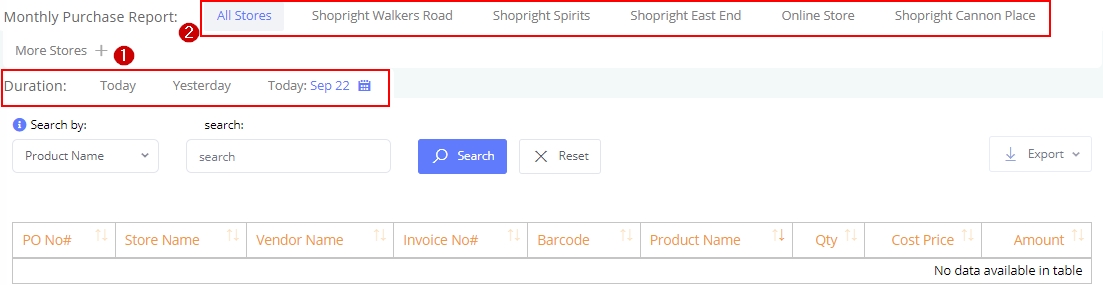 Monthly Purchase Report: All Stores Shopright Walkers Road Shopright Spirits Shopright East End Online Store Shopright Cannon Place
2
More Stores + 1
Duration: Today Yesterday Today: Sep 22
Search by: search:
Product Name search Search Reset Export
PO No# Store Name Vendor Name Invoice No# Barcode Product Name Qty Cost Price Amount
No data available in table